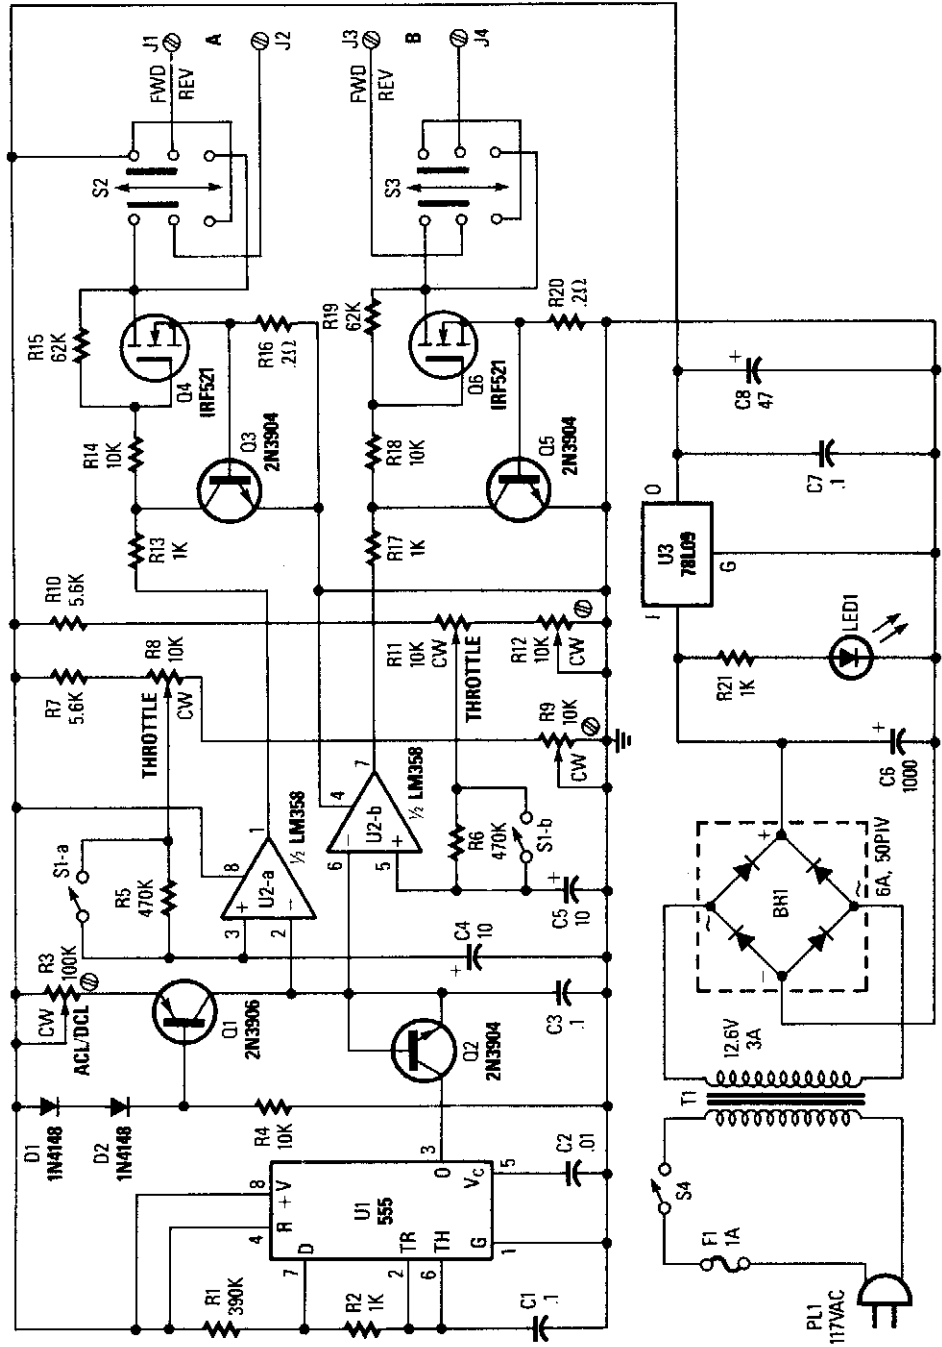 D1
1N4148
D2
1N4148
CW
ACL/DCL
R3
100K
S1-a
R5
470K
THROTTLE
CW
R7
5.6K
R8
10K
R10
5.6K
R13
1K
R14
10K
R15
62K
Q4
IRF521
Q3
2N3904
R16
.2Ω
S2
FWD
REV
J1
A
J2
S3
FWD
REV
J3
B
J4
Q1
2N3906
R4
10K
3
2
+
−
U2-a
8
1
½ LM358
C4
10
+
6
5
−
+
U2-b
4
7
½ LM358
R17
1K
R18
10K
R19
62K
Q6
IRF521
Q5
2N3904
R20
.2Ω
R11
10K
CW
THROTTLE
R12
10K
CW
R9
10K
CW
R6
470K
S1-b
C5
10
+
Q2
2N3904
C3
.1
R1
390K
R2
1K
C1
.1
4
8
R
+V
7
D
U1
555
2
TR
6
TH
G
1
O
3
VC
5
C2
.01
PL1
117VAC
F1
1A
S4
T1
12.6V
3A
BR1
~
~
+
−
6A, 50PIV
C6
1000
+
R21
1K
LED1
I
O
U3
78L09
G
C7
.1
C8
47
+